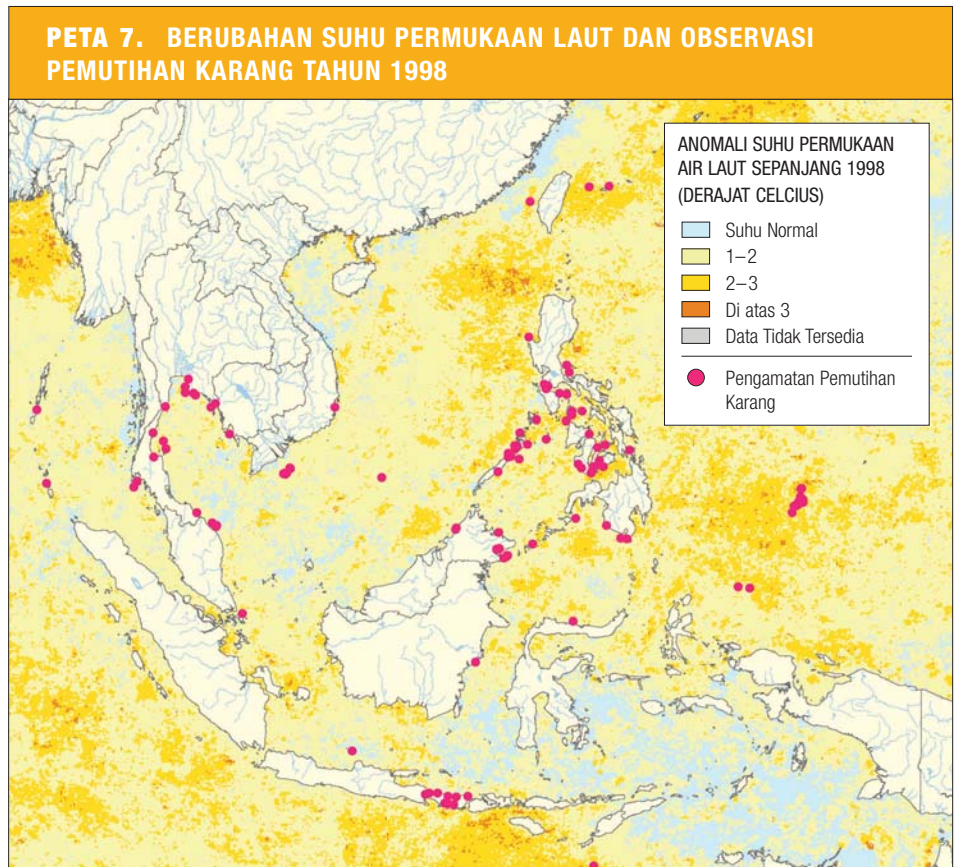 PETA 7. BERUBAHAN SUHU PERMUKAAN LAUT DAN OBSERVASI
PEMUTIHAN KARANG TAHUN 1998
ANOMALI SUHU PERMUKAAN
AIR LAUT SEPANJANG 1998
(DERAJAT CELCIUS)
Suhu Normal
1–2
2–3
Di atas 3
Data Tidak Tersedia
Pengamatan Pemutihan
Karang